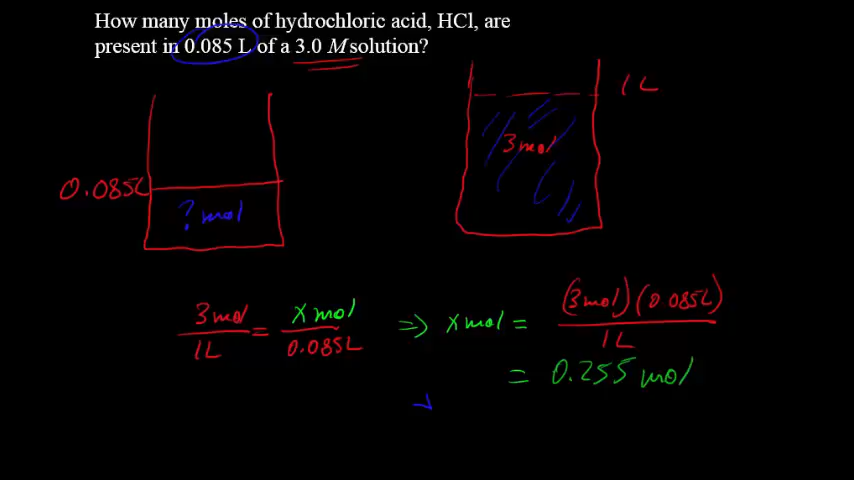 How many moles of hydrochloric acid, HCl, are
present in 0.085 L of a 3.0 M solution?
1L
3mol
0.085L
? mol
3mol / 1L = x mol / 0.085L => x mol = (3mol)(0.085L) / 1L
= 0.255 mol